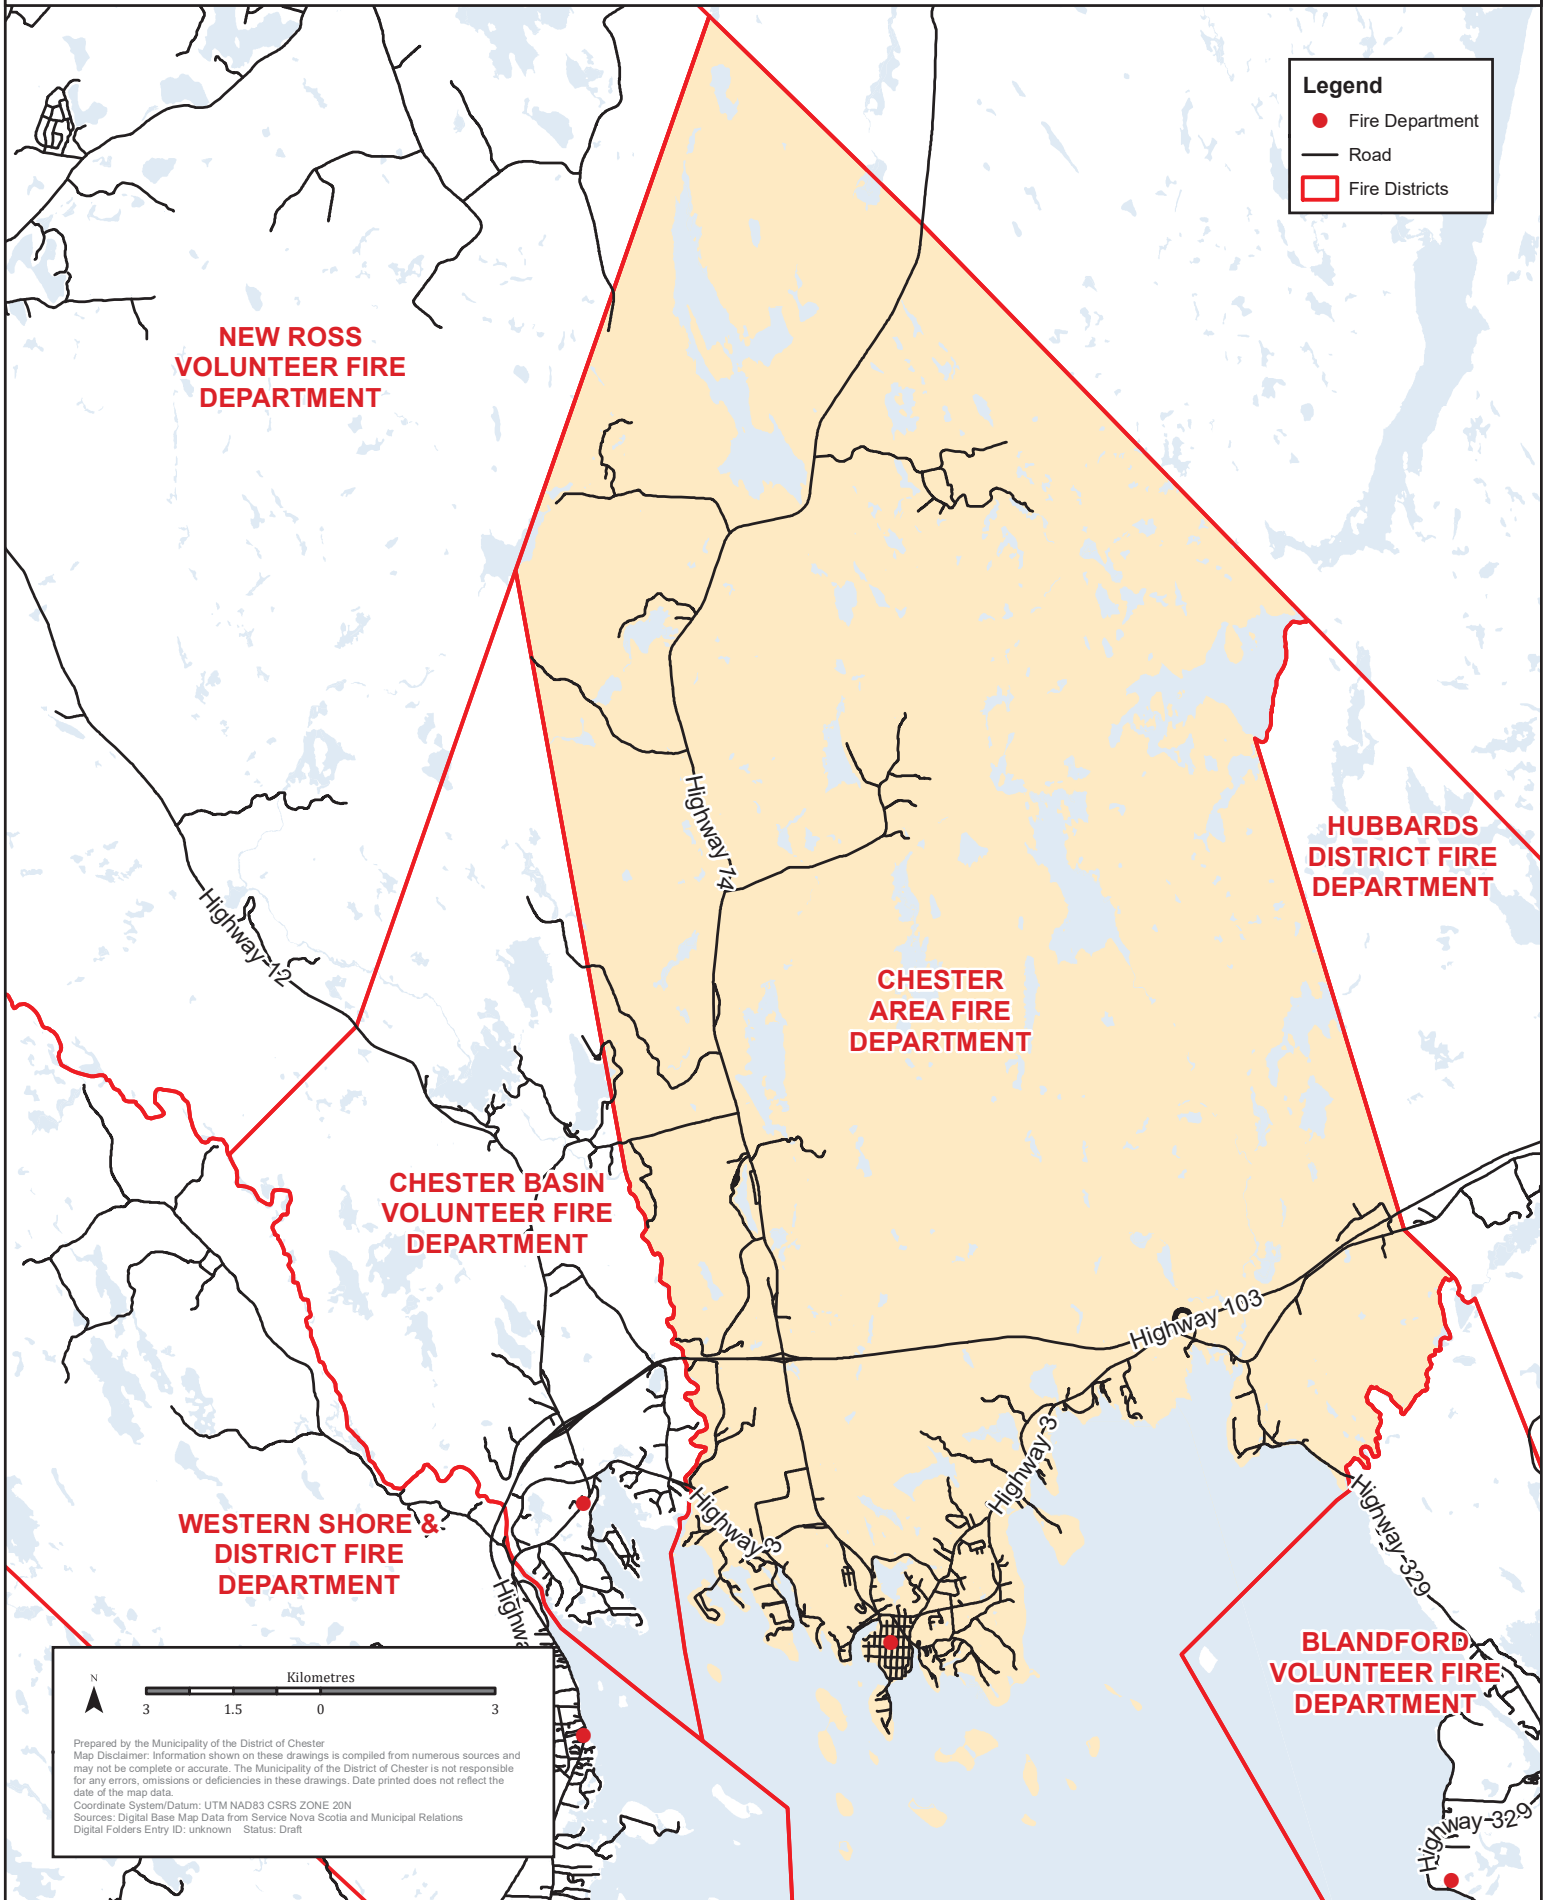 Legend
Fire Department
Road
Fire Districts
NEW ROSS
VOLUNTEER FIRE
DEPARTMENT
Highway 14
HUBBARDS
DISTRICT FIRE
DEPARTMENT
Highway 12
CHESTER
AREA FIRE
DEPARTMENT
CHESTER BASIN
VOLUNTEER FIRE
DEPARTMENT
Highway 103
Highway 3
Highway 3
Highway 329
WESTERN SHORE &
DISTRICT FIRE
DEPARTMENT
Highwa
BLANDFORD
VOLUNTEER FIRE
DEPARTMENT
Highway 329
N
Kilometres
3 1.5 0 3
Prepared by the Municipality of the District of Chester
Map Disclaimer: Information shown on these drawings is compiled from numerous sources and
may not be complete or accurate. The Municipality of the District of Chester is not responsible
for any errors, omissions or deficiencies in these drawings. Date printed does not reflect the
date of the map data.
Coordinate System/Datum: UTM NAD83 CSRS ZONE 20N
Sources: Digital Base Map Data from Service Nova Scotia and Municipal Relations
Digital Folders Entry ID: unknown Status: Draft